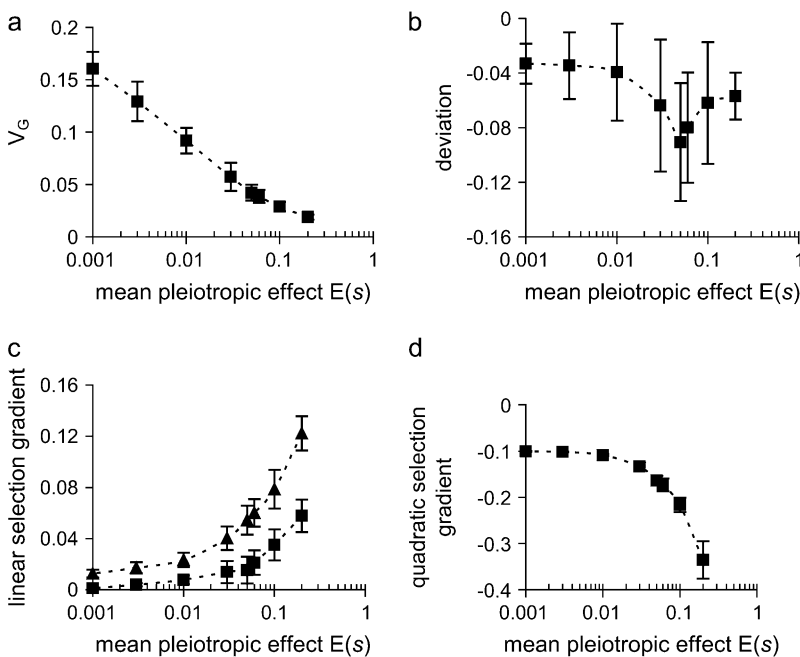 a
0.2
0.15
0.1
0.05
0
V_G
0.001 0.01 0.1 1
mean pleiotropic effect E(s)
b
0
-0.04
-0.08
-0.12
-0.16
deviation
0.001 0.01 0.1 1
mean pleiotropic effect E(s)
c
0.16
0.12
0.08
0.04
0
linear selection gradient
0.001 0.01 0.1 1
mean pleiotropic effect E(s)
d
0
-0.1
-0.2
-0.3
-0.4
quadratic selection
gradient
0.001 0.01 0.1 1
mean pleiotropic effect E(s)